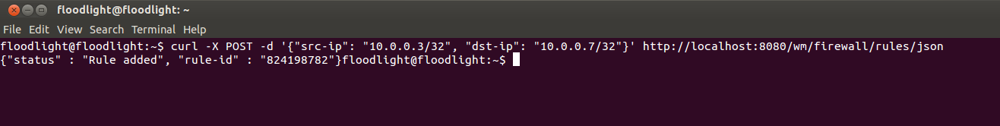 floodlight@floodlight: ~
File Edit View Search Terminal Help
floodlight@floodlight:~$ curl -X POST -d '{"src-ip": "10.0.0.3/32", "dst-ip": "10.0.0.7/32"}' http://localhost:8080/wm/firewall/rules/json
{"status" : "Rule added", "rule-id" : "824198782"}floodlight@floodlight:~$